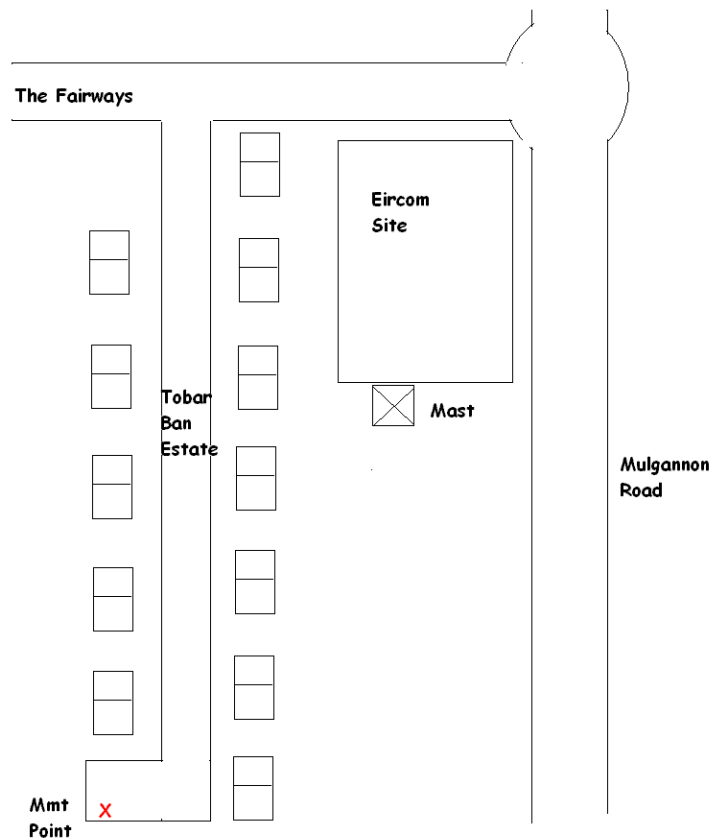 The Fairways
Eircom
Site
Tobar
Ban
Estate
Mast
Mulgannon
Road
Mmt
Point
X